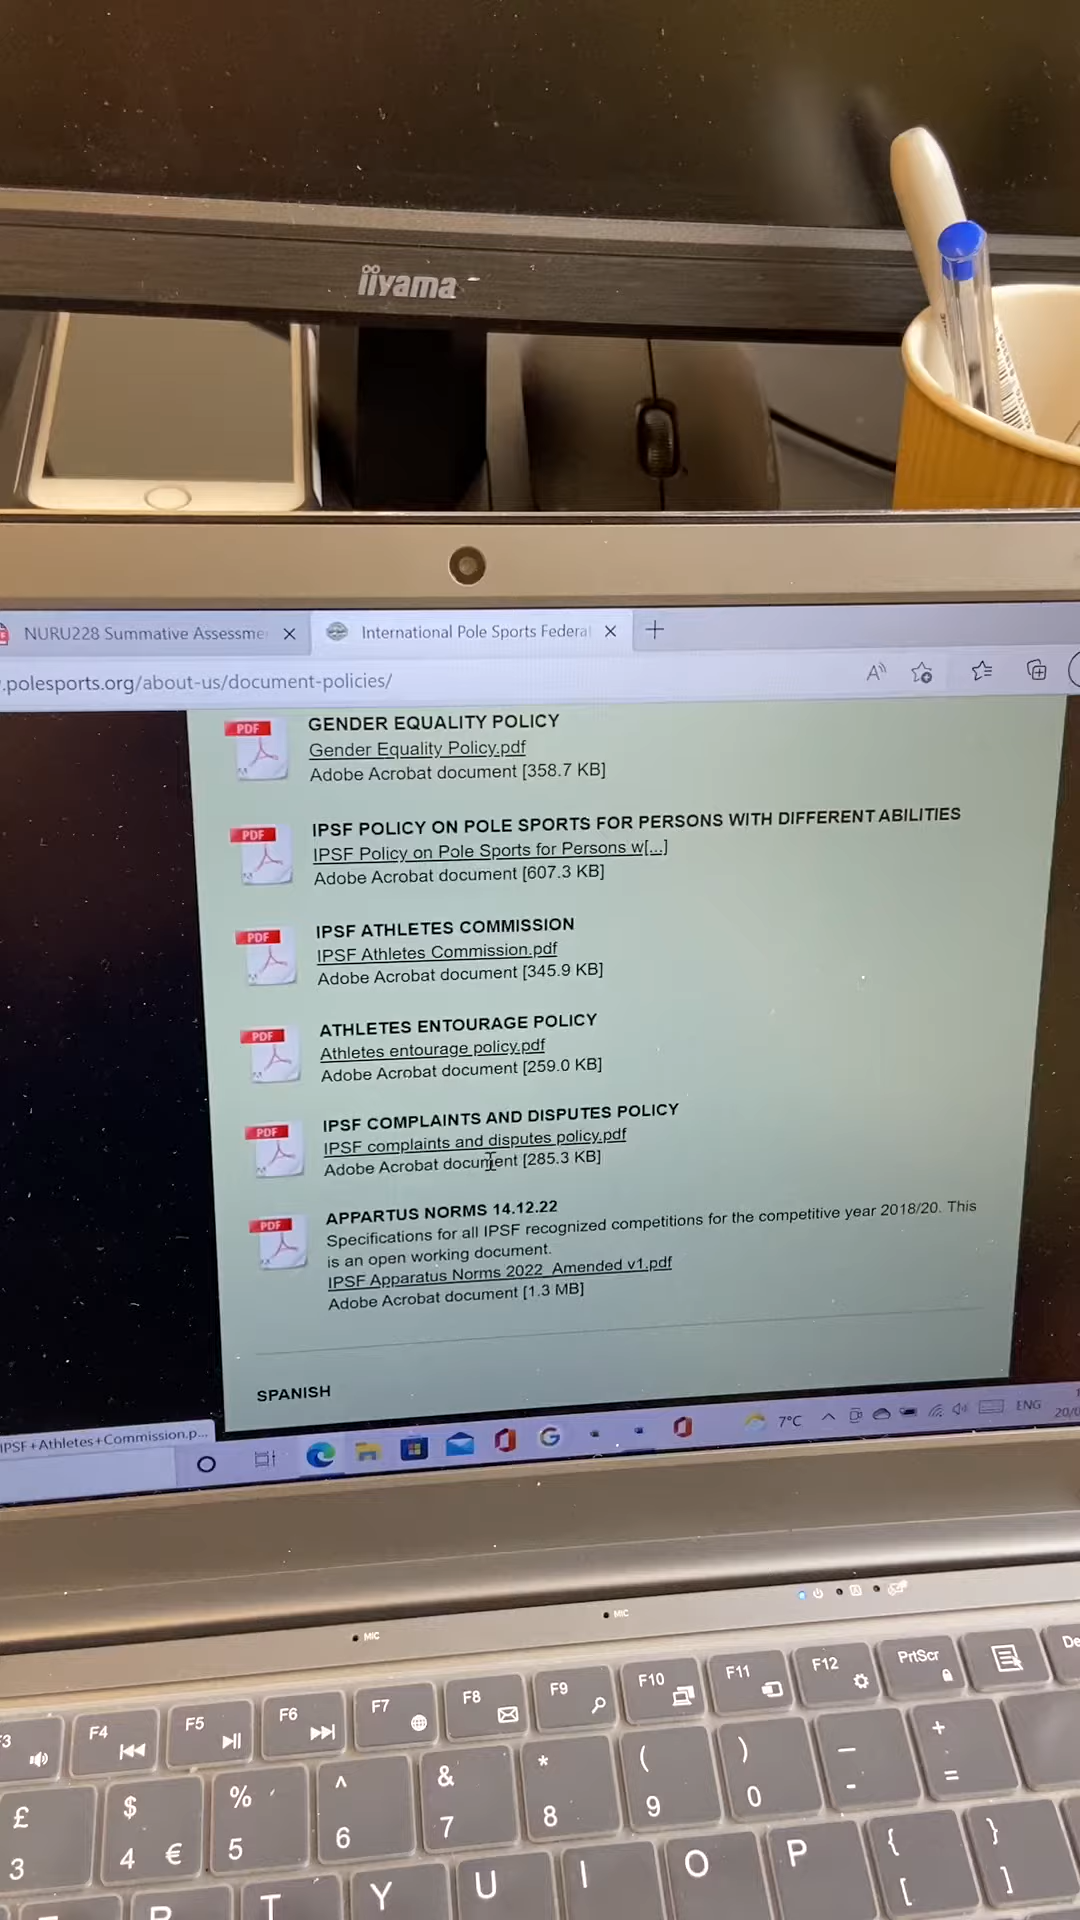 iiyama
NURU228 Summative Assessme
International Pole Sports Federa
.polesports.org/about-us/document-policies/
PDF
GENDER EQUALITY POLICY
Gender Equality Policy.pdf
Adobe Acrobat document [358.7 KB]
PDF
IPSF POLICY ON POLE SPORTS FOR PERSONS WITH DIFFERENT ABILITIES
IPSF Policy on Pole Sports for Persons w[...]
Adobe Acrobat document [607.3 KB]
PDF
IPSF ATHLETES COMMISSION
IPSF Athletes Commission.pdf
Adobe Acrobat document [345.9 KB]
PDF
ATHLETES ENTOURAGE POLICY
Athletes entourage policy.pdf
Adobe Acrobat document [259.0 KB]
PDF
IPSF COMPLAINTS AND DISPUTES POLICY
IPSF complaints and disputes policy.pdf
Adobe Acrobat document [285.3 KB]
PDF
APPARTUS NORMS 14.12.22
Specifications for all IPSF recognized competitions for the competitive year 2018/20. This
is an open working document.
IPSF Apparatus Norms 2022_Amended v1.pdf
Adobe Acrobat document [1.3 MB]
SPANISH
IPSF+Athletes+Commission.p...
7°C
ENG
20/0
MIC
MIC
F4 F5 F6 F7 F8 F9 F10 F11 F12 PrtScr De
£ $ % ^ & * ( ) _ +
3 4 € 5 6 7 8 9 0 - =
R T Y U I O P { }
[ ]